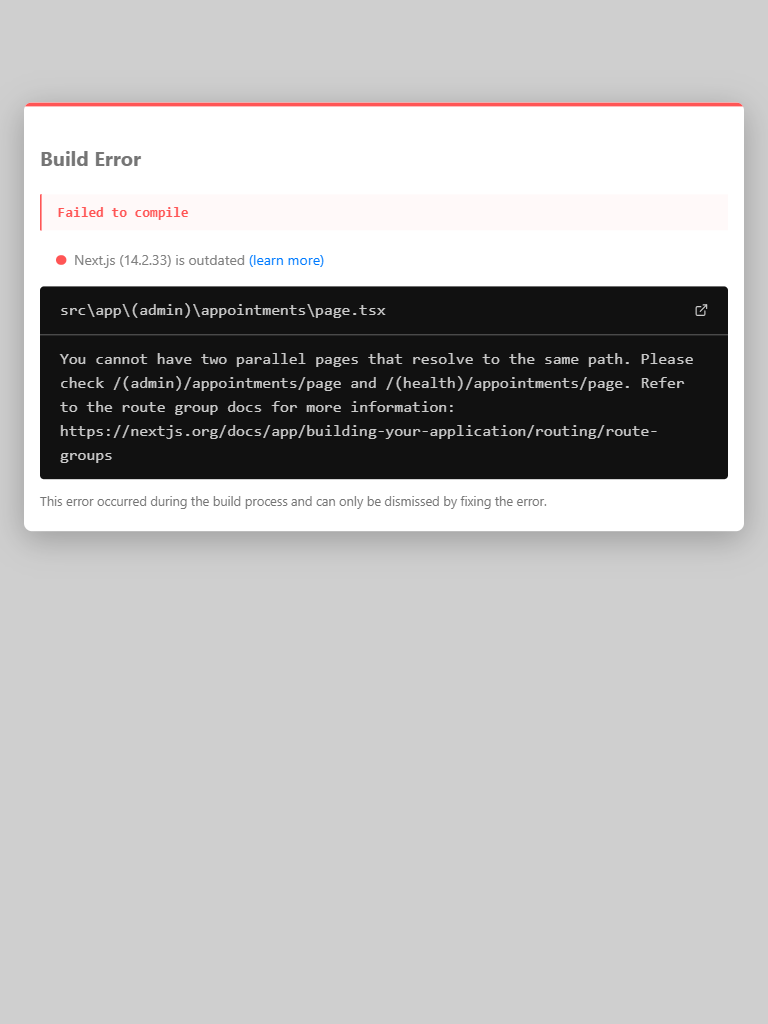 Build Error
Failed to compile
Next.js (14.2.33) is outdated (learn more)
src\app\(admin)\appointments\page.tsx
You cannot have two parallel pages that resolve to the same path. Please
check /(admin)/appointments/page and /(health)/appointments/page. Refer
to the route group docs for more information:
https://nextjs.org/docs/app/building-your-application/routing/route-
groups
This error occurred during the build process and can only be dismissed by fixing the error.